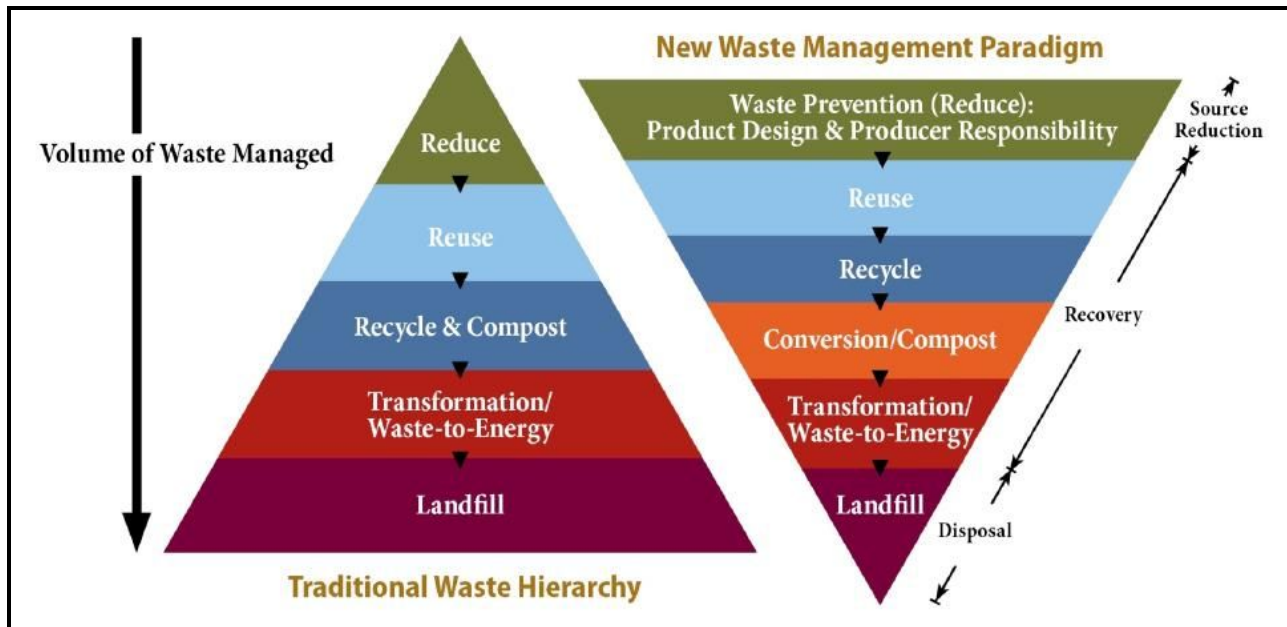 New Waste Management Paradigm
Volume of Waste Managed
Reduce
Reuse
Recycle & Compost
Transformation/
Waste-to-Energy
Landfill
Traditional Waste Hierarchy
Waste Prevention (Reduce):
Product Design & Producer Responsibility
Reuse
Recycle
Conversion/Compost
Transformation/
Waste-to-Energy
Landfill
Source
Reduction
Recovery
Disposal